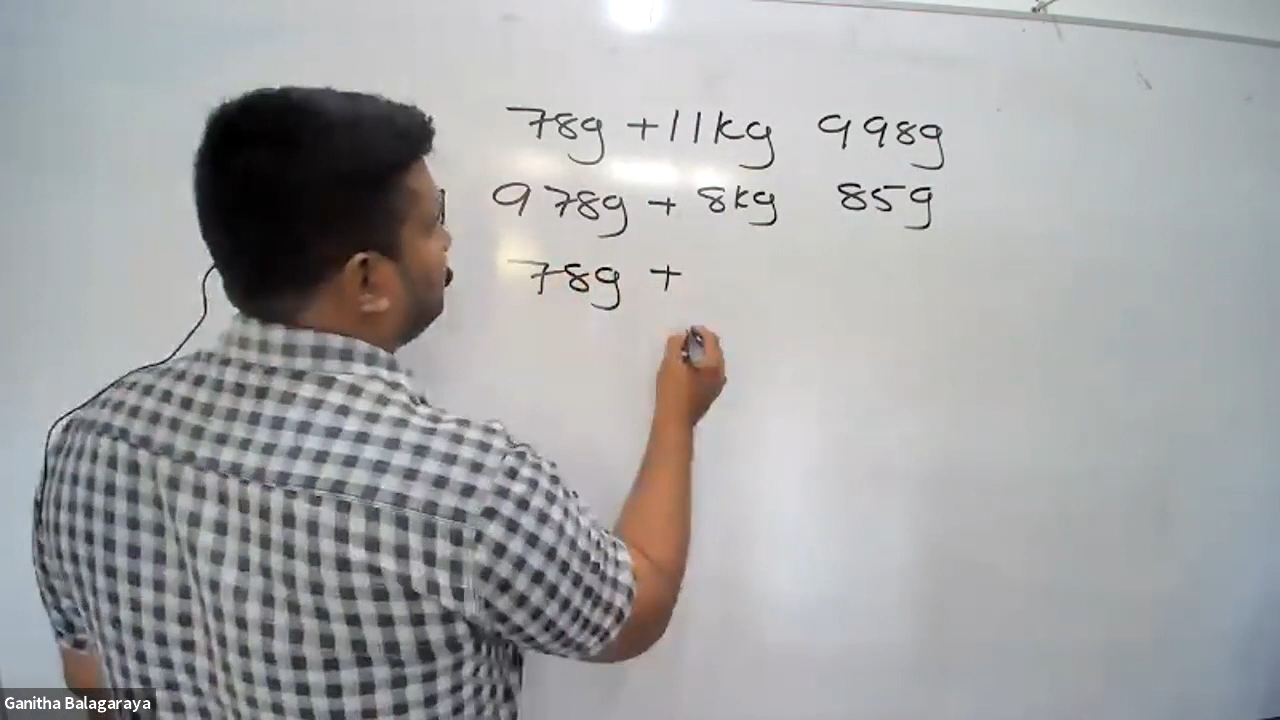 78g + 11kg 998g
978g + 8kg 85g
78g +
Ganitha Balagaraya